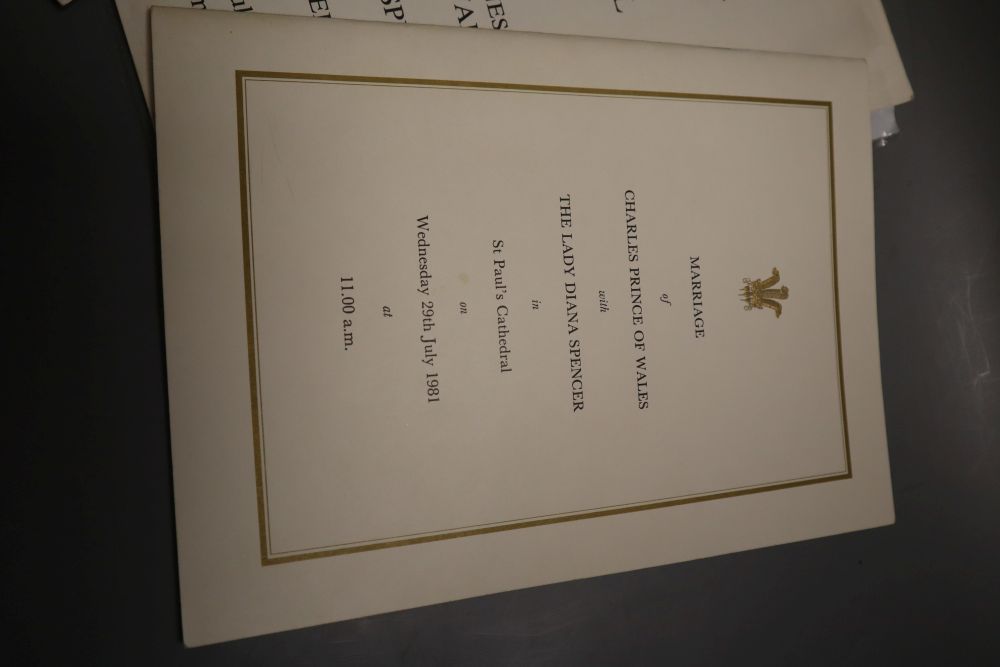 MARRIAGE
of
CHARLES PRINCE OF WALES
with
THE LADY DIANA SPENCER
in
St Paul's Cathedral
on
Wednesday 29th July 1981
at
11.00 a.m.